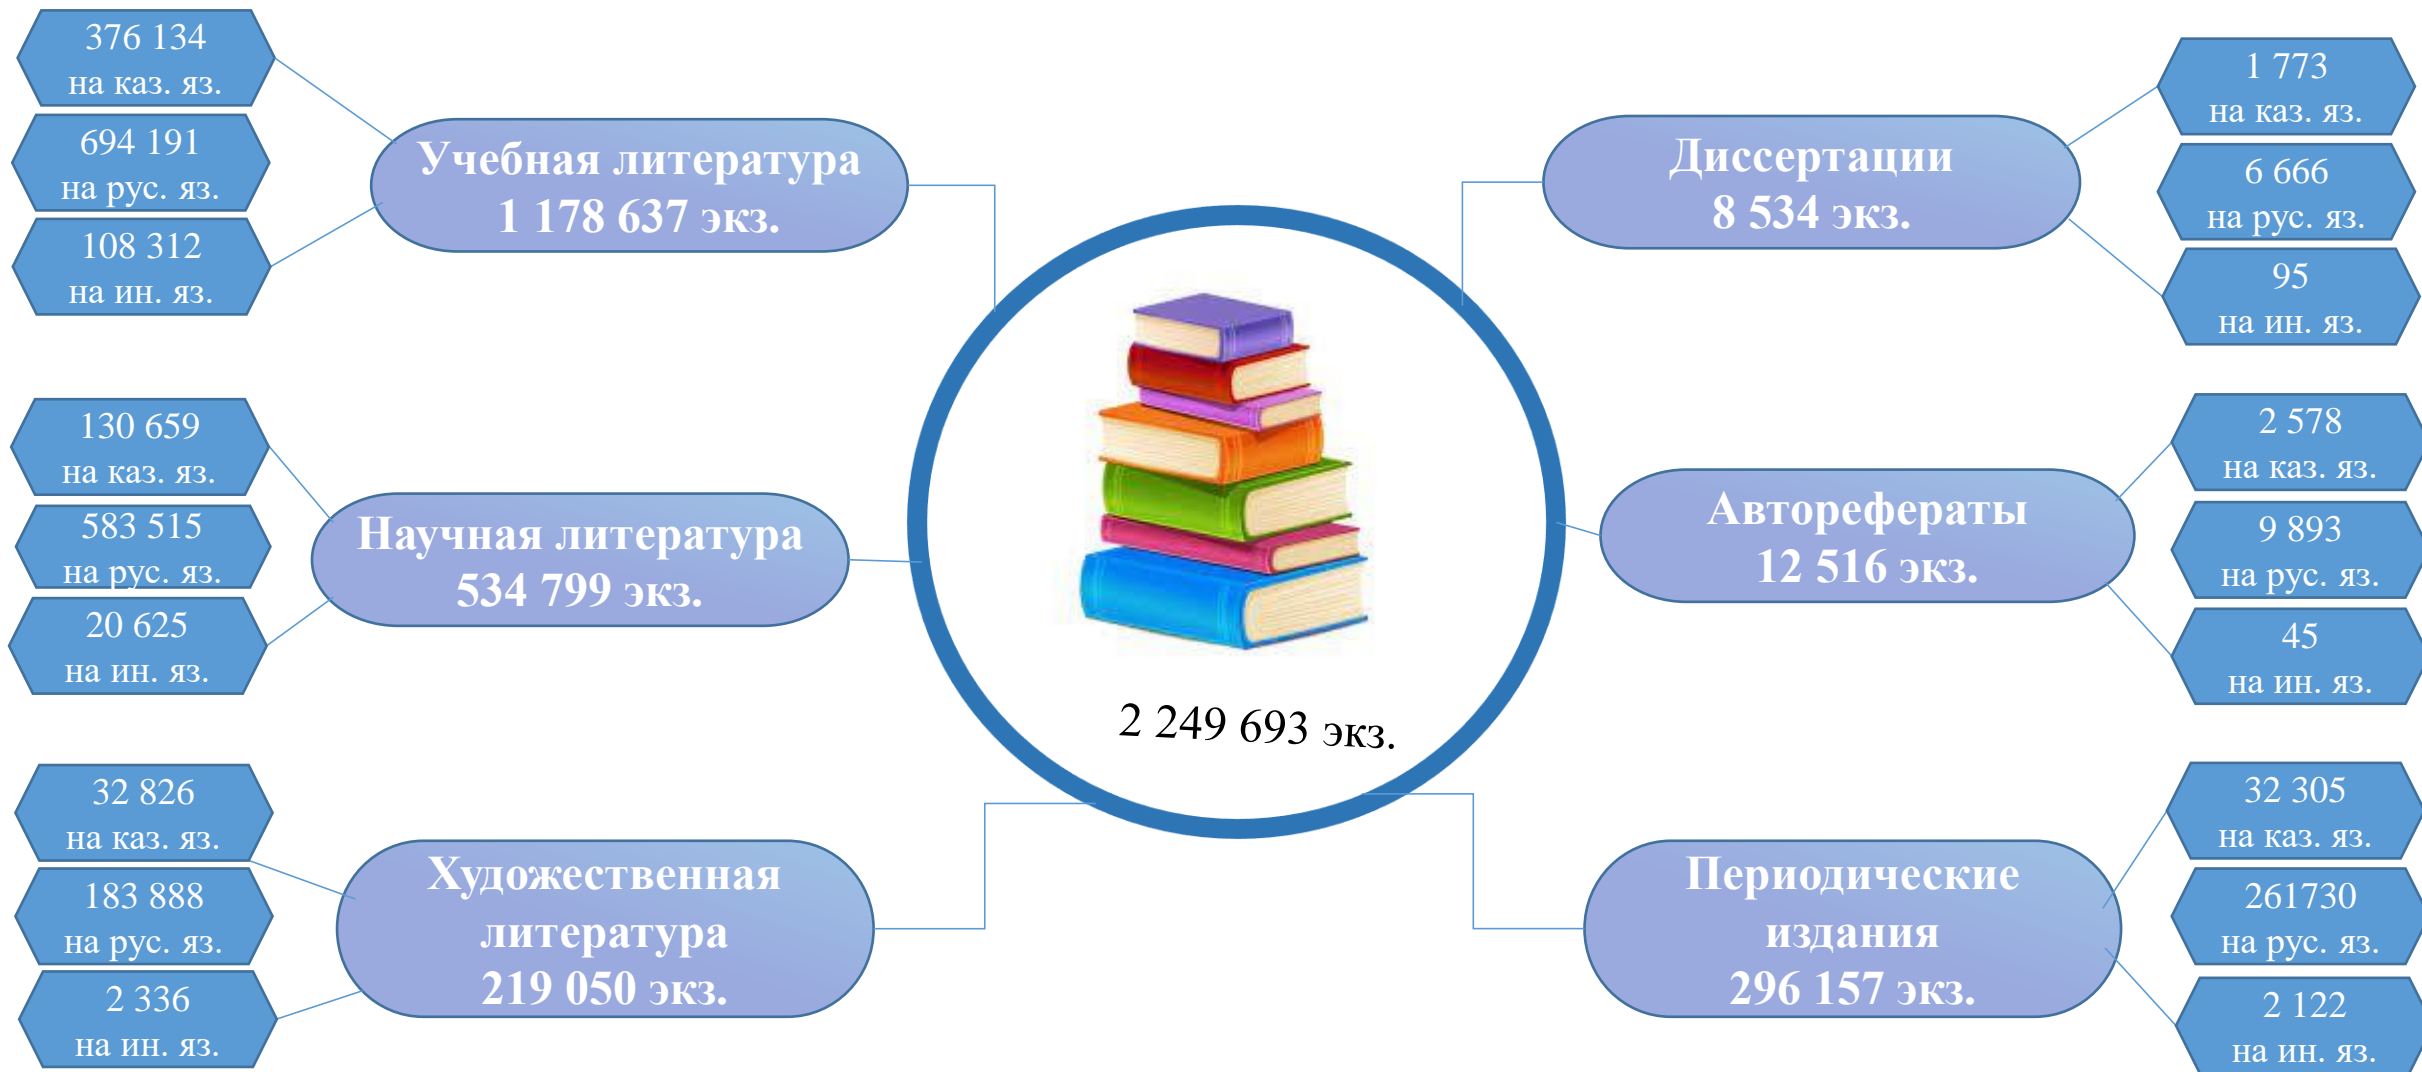 376 134
на каз. яз.
694 191
на рус. яз.
108 312
на ин. яз.
Учебная литература
1 178 637 экз.
130 659
на каз. яз.
583 515
на рус. яз.
20 625
на ин. яз.
Научная литература
534 799 экз.
32 826
на каз. яз.
183 888
на рус. яз.
2 336
на ин. яз.
Художественная
литература
219 050 экз.
2 249 693 экз.
Диссертации
8 534 экз.
1 773
на каз. яз.
6 666
на рус. яз.
95
на ин. яз.
Авторефераты
12 516 экз.
2 578
на каз. яз.
9 893
на рус. яз.
45
на ин. яз.
Периодические
издания
296 157 экз.
32 305
на каз. яз.
261730
на рус. яз.
2 122
на ин. яз.